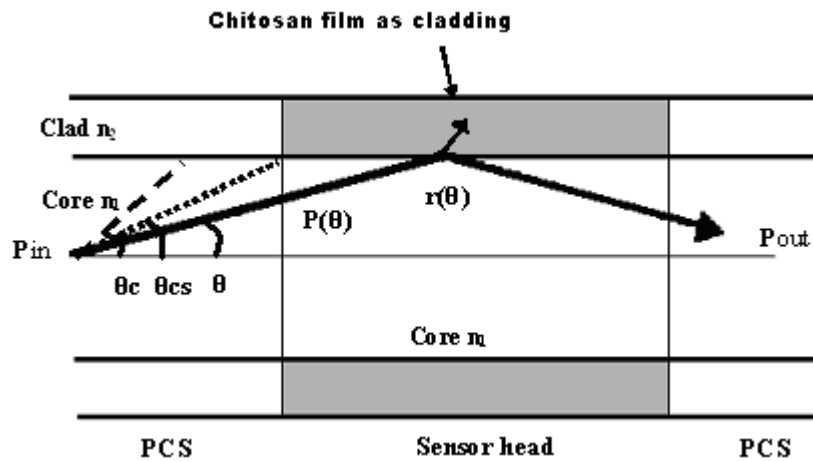 Chitosan film as cladding
Clad n₂
Core n₁
P(θ)
r(θ)
Pin
Pout
θc
θcs
θ
Core n₁
PCS
Sensor head
PCS